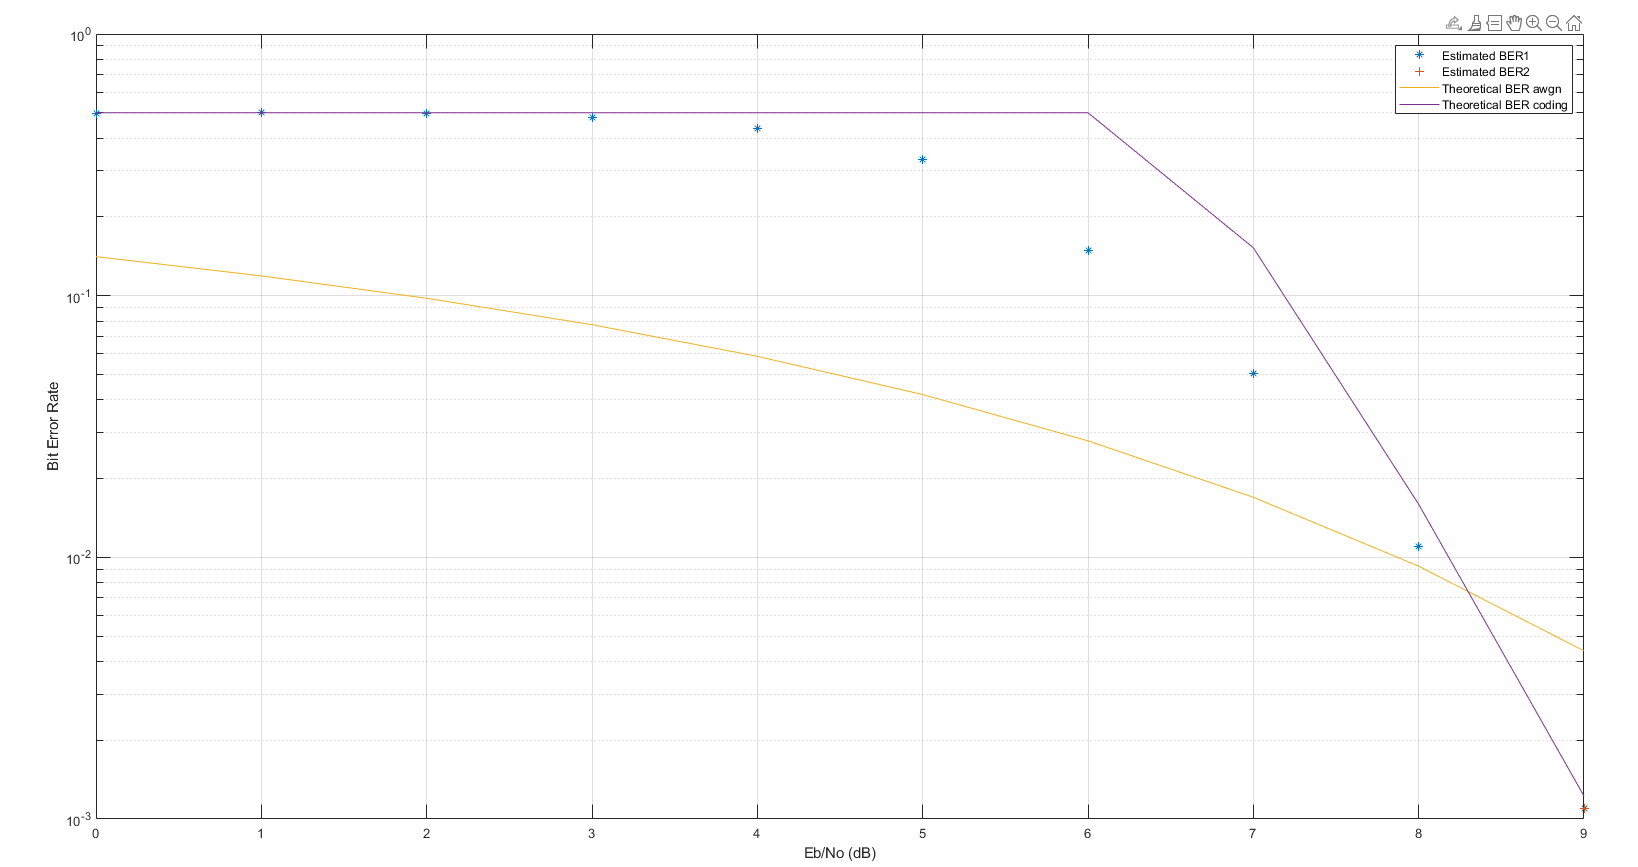 10^0
10^-1
10^-2
10^-3
Bit Error Rate
0 1 2 3 4 5 6 7 8 9
Eb/No (dB)
Estimated BER1
Estimated BER2
Theoretical BER awgn
Theoretical BER coding